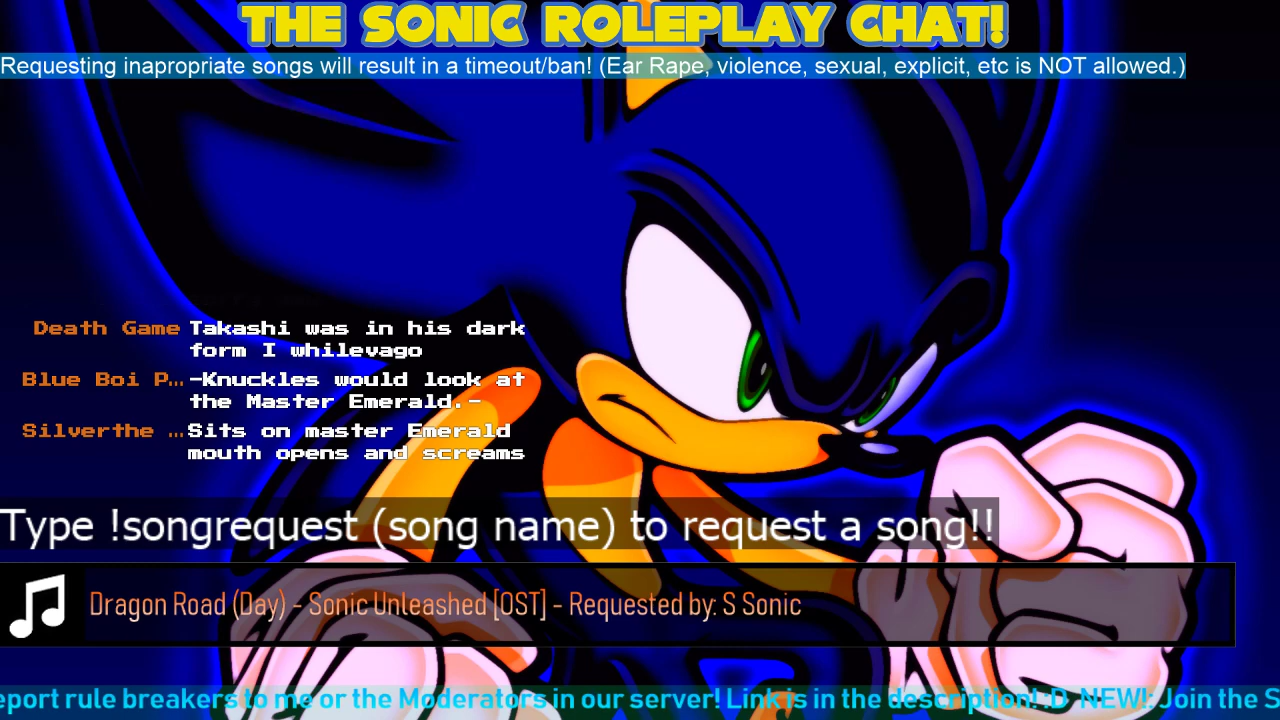 THE SONIC ROLEPLAY CHAT!
Requesting inapropriate songs will result in a timeout/ban! (Ear Rape, violence, sexual, explicit, etc is NOT allowed.)
Death Game Takashi was in his dark
form I whilevago
Blue Boi P... -Knuckles would look at
the Master Emerald.-
Silverthe ... Sits on master Emerald
mouth opens and screams
Type !songrequest (song name) to request a song!!
Dragon Road (Day) - Sonic Unleashed [OST] - Requested by: S Sonic
eport rule breakers to me or the Moderators in our server! Link is in the description! :D NEW!: Join the S